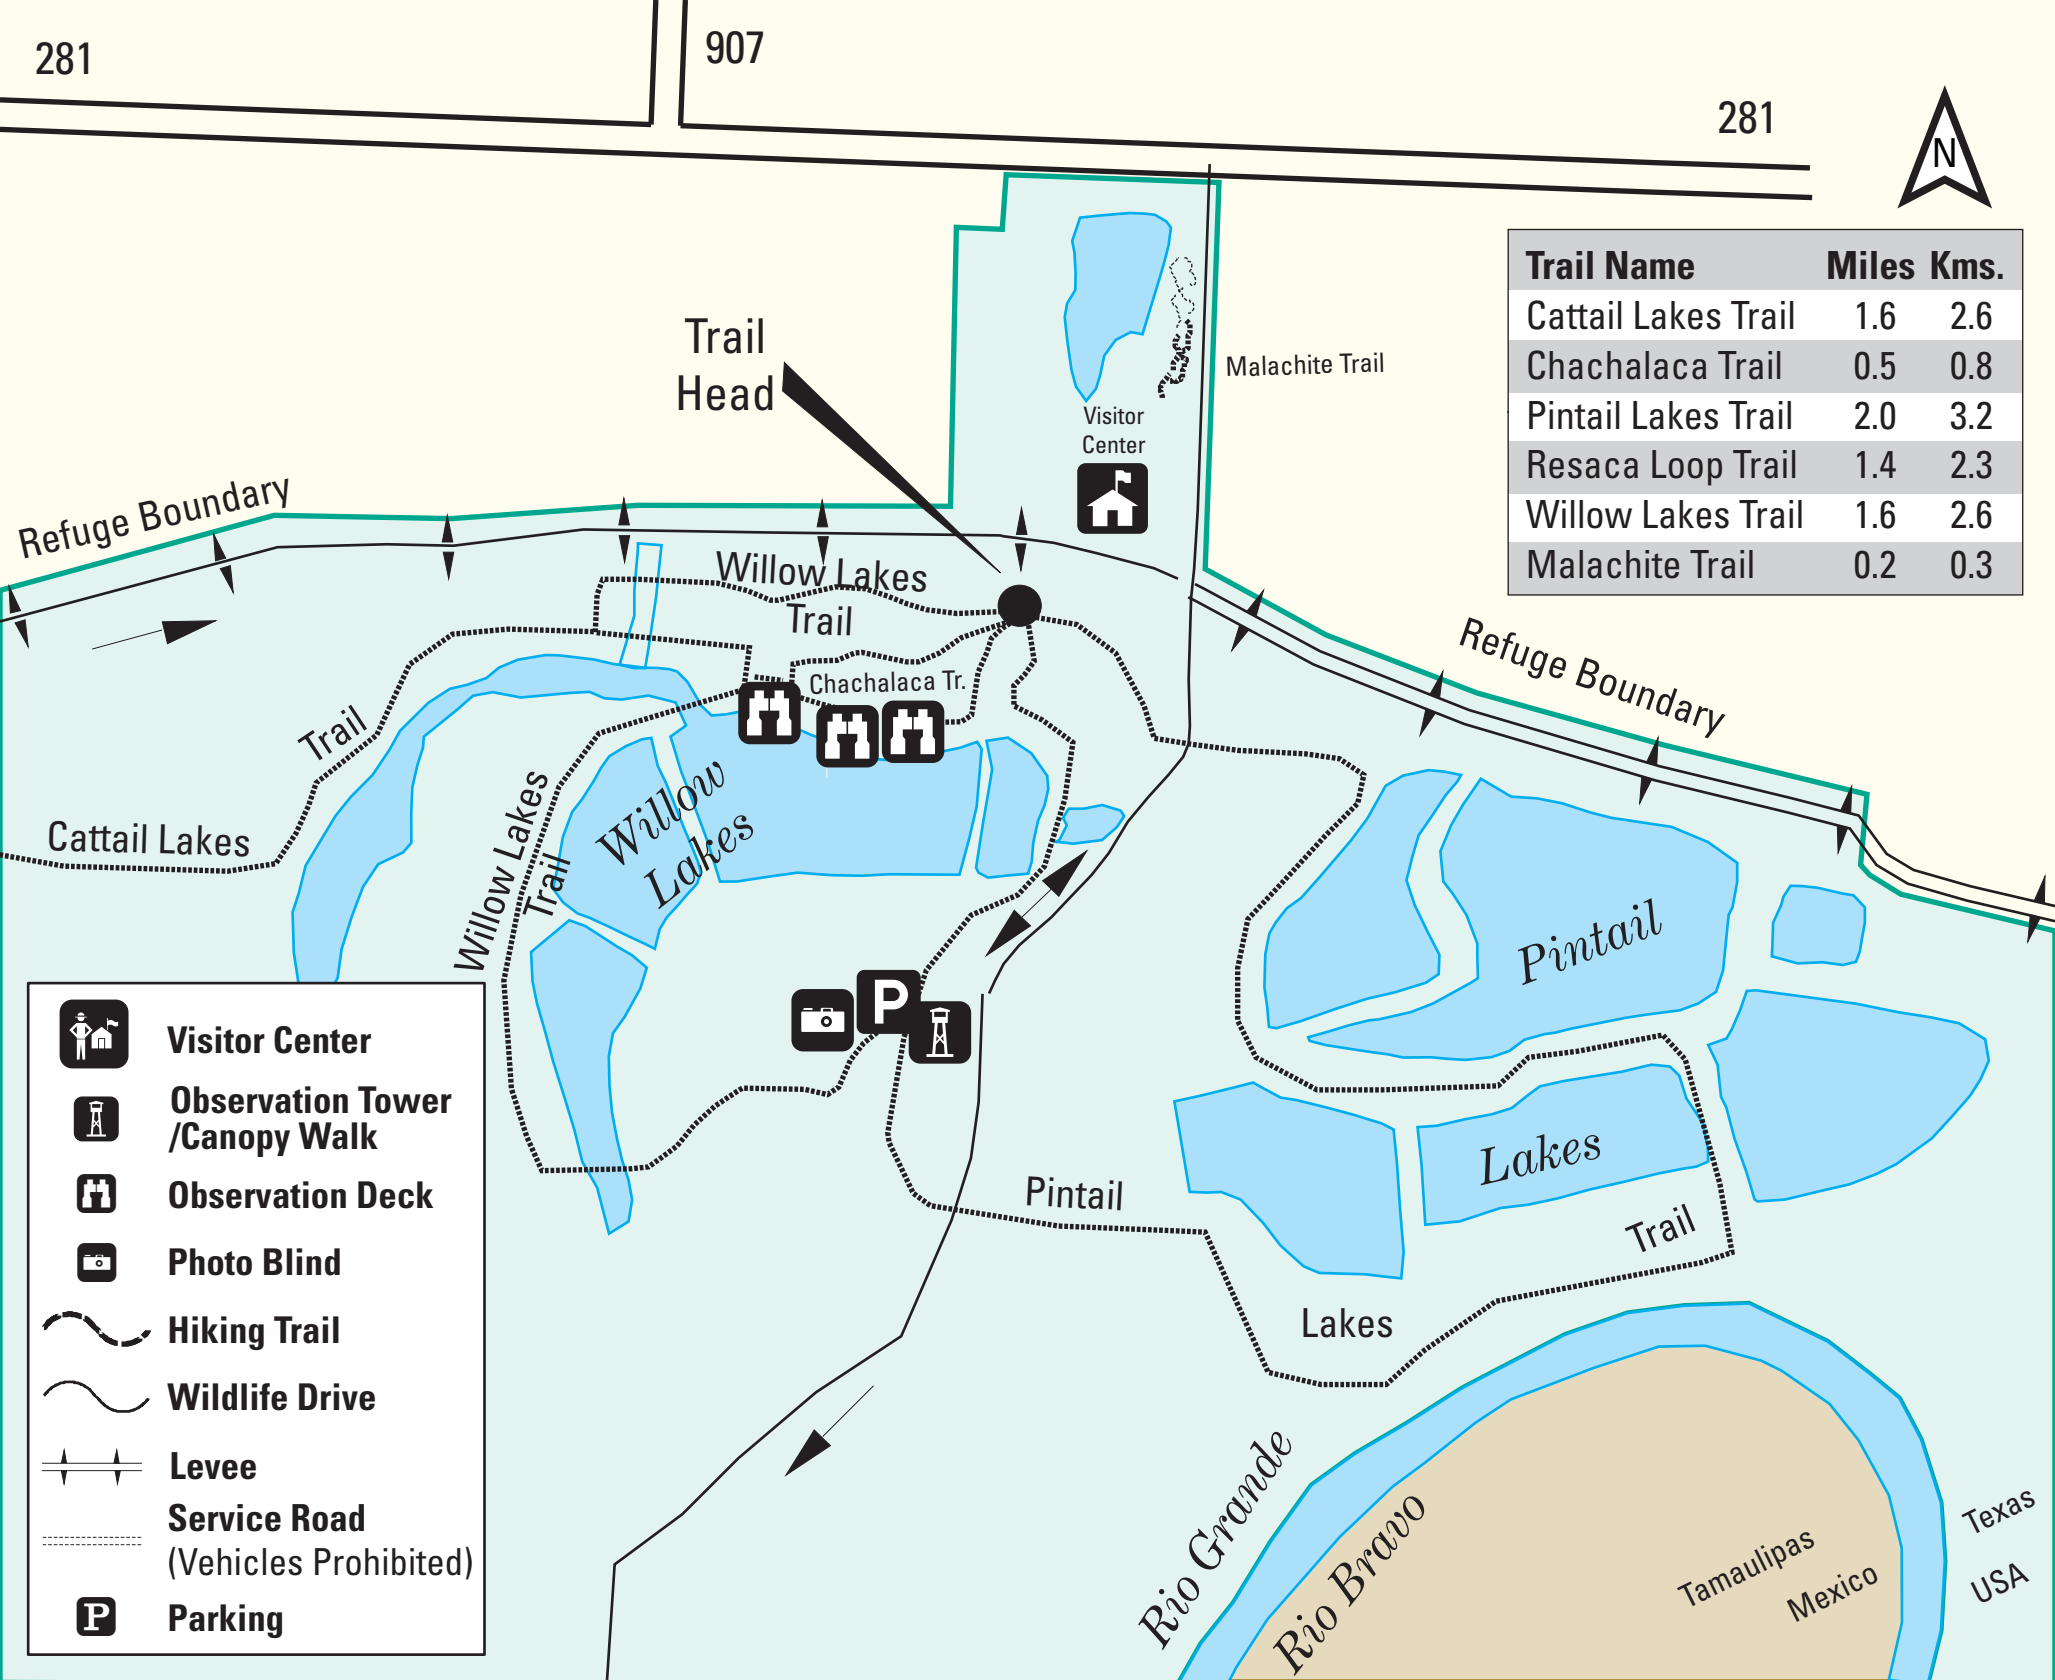 281
907
281
N
Trail Name Miles Kms.
Cattail Lakes Trail 1.6 2.6
Chachalaca Trail 0.5 0.8
Pintail Lakes Trail 2.0 3.2
Resaca Loop Trail 1.4 2.3
Willow Lakes Trail 1.6 2.6
Malachite Trail 0.2 0.3
Trail
Head
Malachite Trail
Visitor
Center
Refuge Boundary
Willow Lakes
Trail
Chachalaca Tr.
Refuge Boundary
Trail
Cattail Lakes
Willow Lakes
Trail
Willow
Lakes
Pintail
Lakes
P
Pintail
Lakes
Trail
Visitor Center
Observation Tower
/Canopy Walk
Observation Deck
Photo Blind
Hiking Trail
Wildlife Drive
Levee
Service Road
(Vehicles Prohibited)
P Parking
Rio Grande
Rio Bravo
Tamaulipas
Mexico
Texas
USA